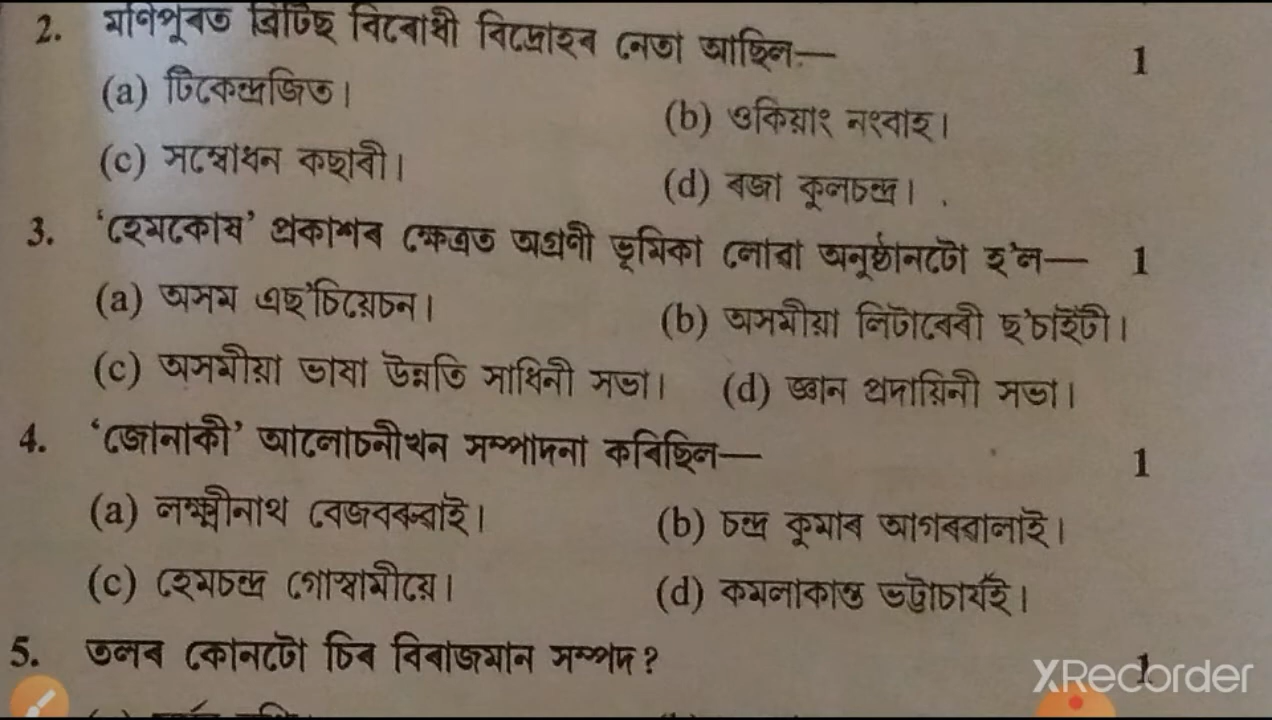 2. মণিপুৰত ব্ৰিটিছ বিৰোধী বিদ্ৰোহৰ নেতা আছিল— 1
(a) টিকেন্দ্ৰজিত।
(b) ওকিয়াং নংবাহ।
(c) সম্বোধন কছাৰী।
(d) ৰজা কুলচন্দ্ৰ।
3. ‘হেমকোষ’ প্ৰকাশৰ ক্ষেত্ৰত অগ্ৰণী ভূমিকা লোৱা অনুষ্ঠানটো হ'ল— 1
(a) অসম এছ'চিয়েচন।
(b) অসমীয়া লিটাৰেৰী ছ'চাইটী।
(c) অসমীয়া ভাষা উন্নতি সাধিনী সভা।
(d) জ্ঞান প্ৰদায়িনী সভা।
4. ‘জোনাকী’ আলোচনীখন সম্পাদনা কৰিছিল— 1
(a) লক্ষ্মীনাথ বেজবৰুৱাই।
(b) চন্দ্ৰ কুমাৰ আগৰৱালাই।
(c) হেমচন্দ্ৰ গোস্বামীয়ে।
(d) কমলাকান্ত ভট্টাচাৰ্যই।
5. তলৰ কোনটো চিৰ বিৰাজমান সম্পদ? 1
XRecorder